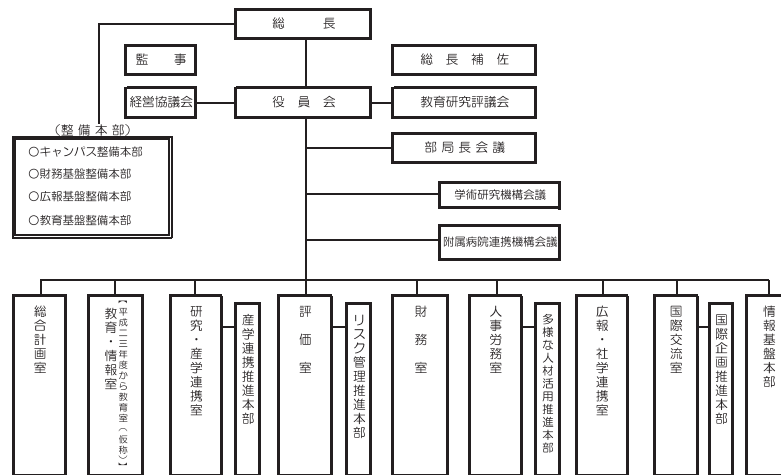 総長
監事
総長補佐
経営協議会
役員会
教育研究評議会
（整備本部）
○キャンパス整備本部
○財務基盤整備本部
○広報基盤整備本部
○教育基盤整備本部
部局長会議
学術研究機構会議
附属病院連携機構会議
総合計画室
教育・情報室
【平成二三年度から教育室（仮称）】
研究・産学連携室
産学連携推進本部
評価室
リスク管理推進本部
財務室
人事労務室
多様な人材活用推進本部
広報・社学連携室
国際交流室
国際企画推進本部
情報基盤本部